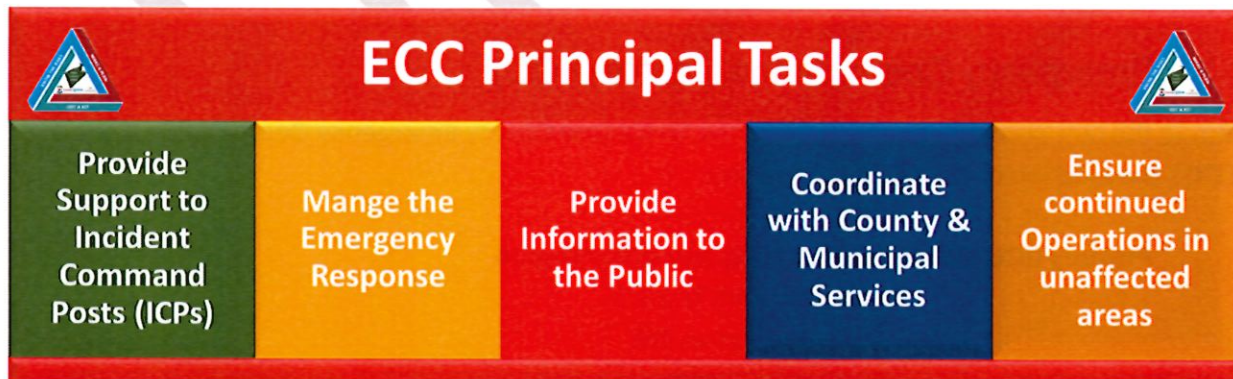 ECC Principal Tasks
Provide
Support to
Incident
Command
Posts (ICPs)
Mange the
Emergency
Response
Provide
Information to
the Public
Coordinate
with County &
Municipal
Services
Ensure
continued
Operations in
unaffected
areas